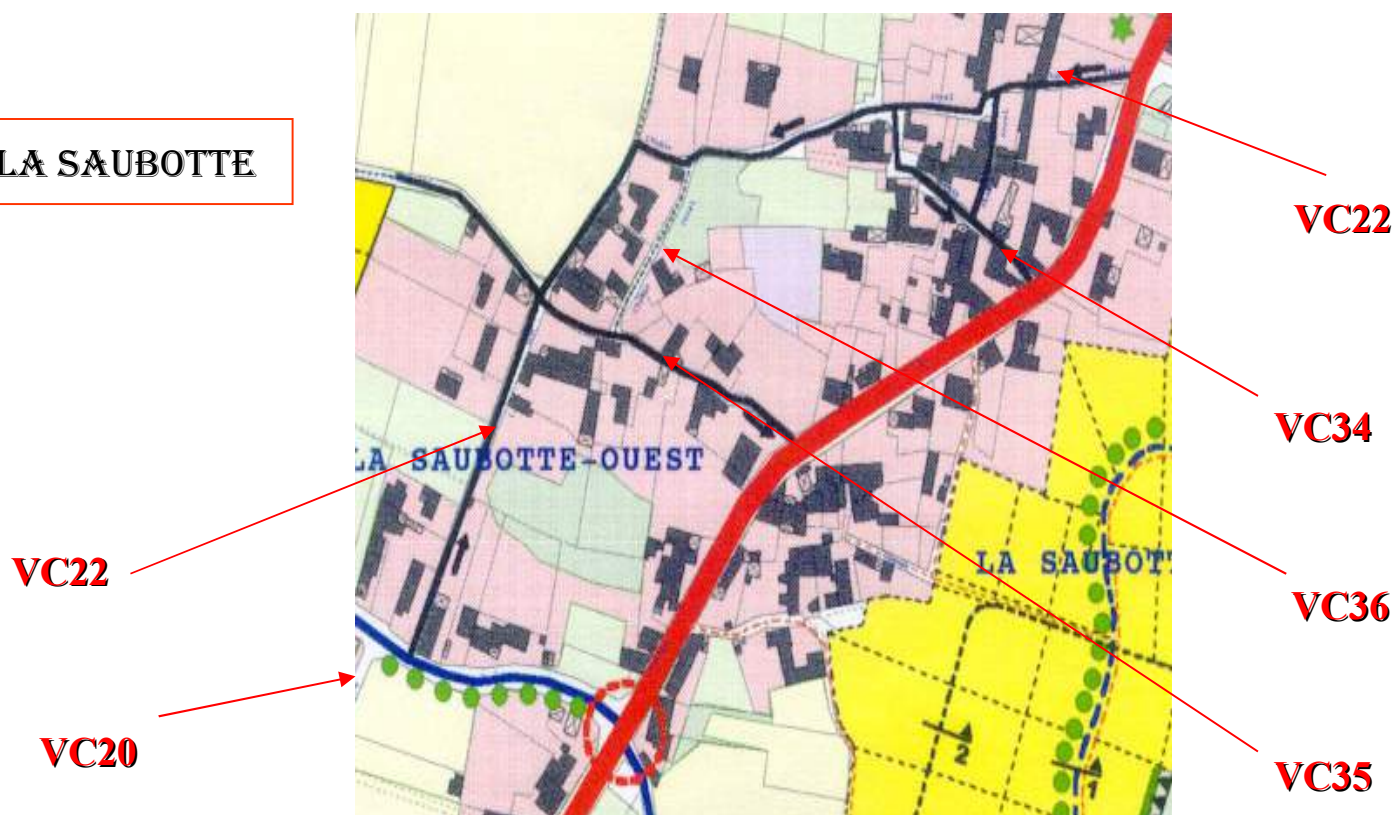 LA SAUBOTTE
VC22
VC34
LA SAUBOTTE-OUEST
VC22
LA SAUBOTT
VC36
VC20
2
1
VC35